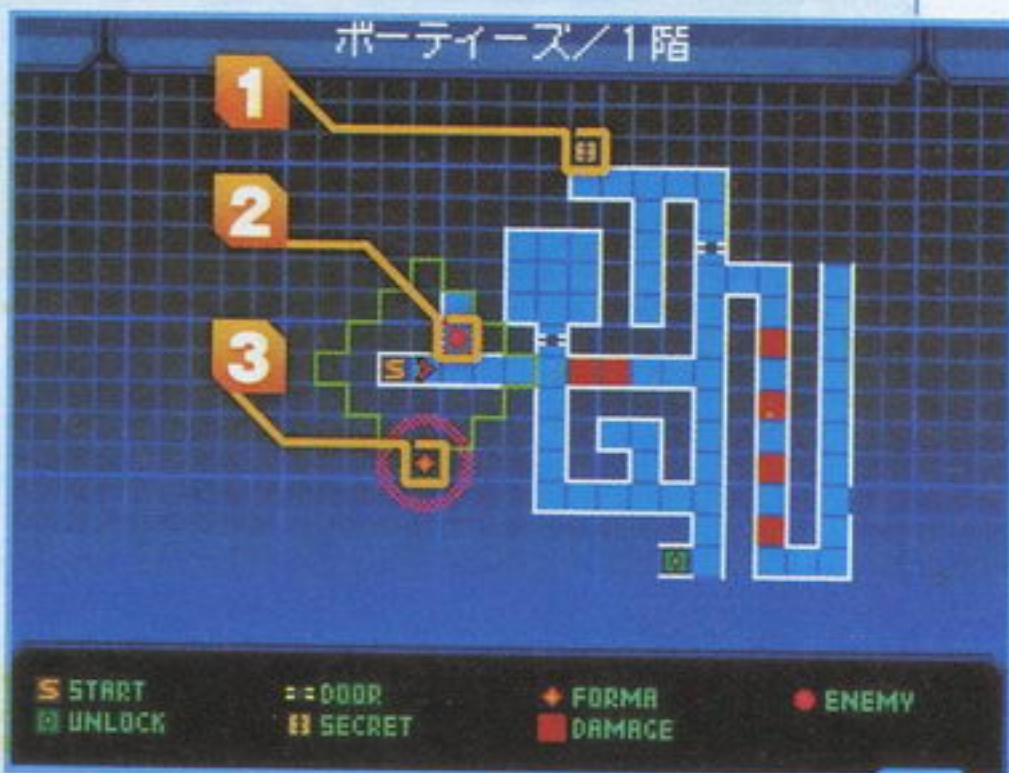 ボーティーズ／1階
1
2
3
S
S START
DOOR
FORMA
ENEMY
UNLOCK
SECRET
DAMAGE